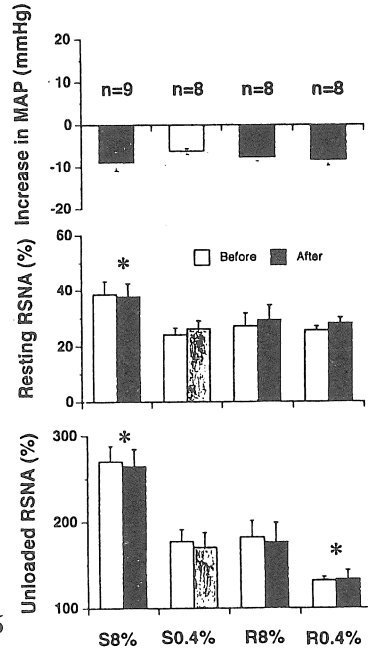 Increase in MAP (mmHg)
20
10
0
-10
-20
n=9 n=8 n=8 n=8
Resting RSNA (%)
60
40
20
0
*
Before After
Unloaded RSNA (%)
300
200
100
*
*
S8% S0.4% R8% R0.4%